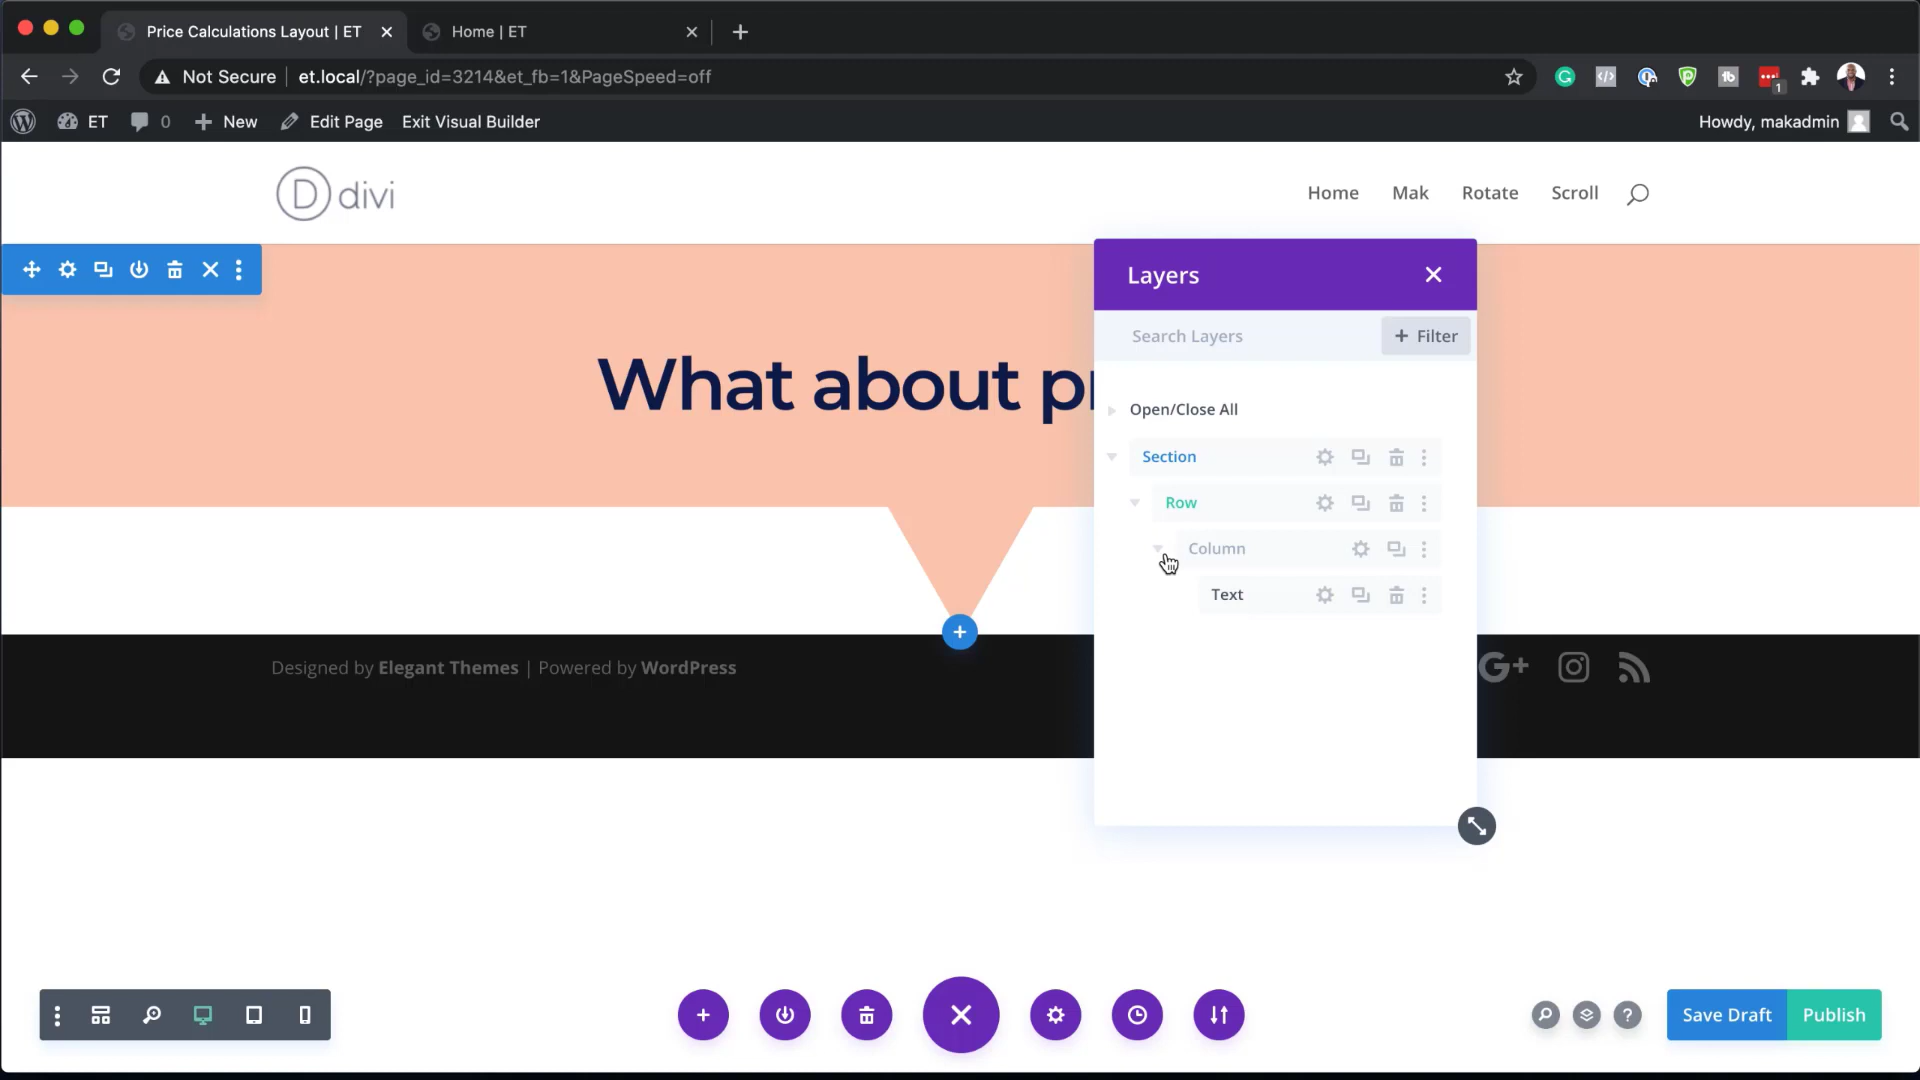 Price Calculations Layout | ET
Home | ET
Not Secure
et.local/?page_id=3214&et_fb=1&PageSpeed=off
1
ET
0
New
Edit Page
Exit Visual Builder
Howdy, makadmin
D divi
Home
Mak
Rotate
Scroll
Layers
Search Layers
+ Filter
What about
Open/Close All
Section
Row
Column
Text
Designed by Elegant Themes | Powered by WordPress
G+
Save Draft
Publish